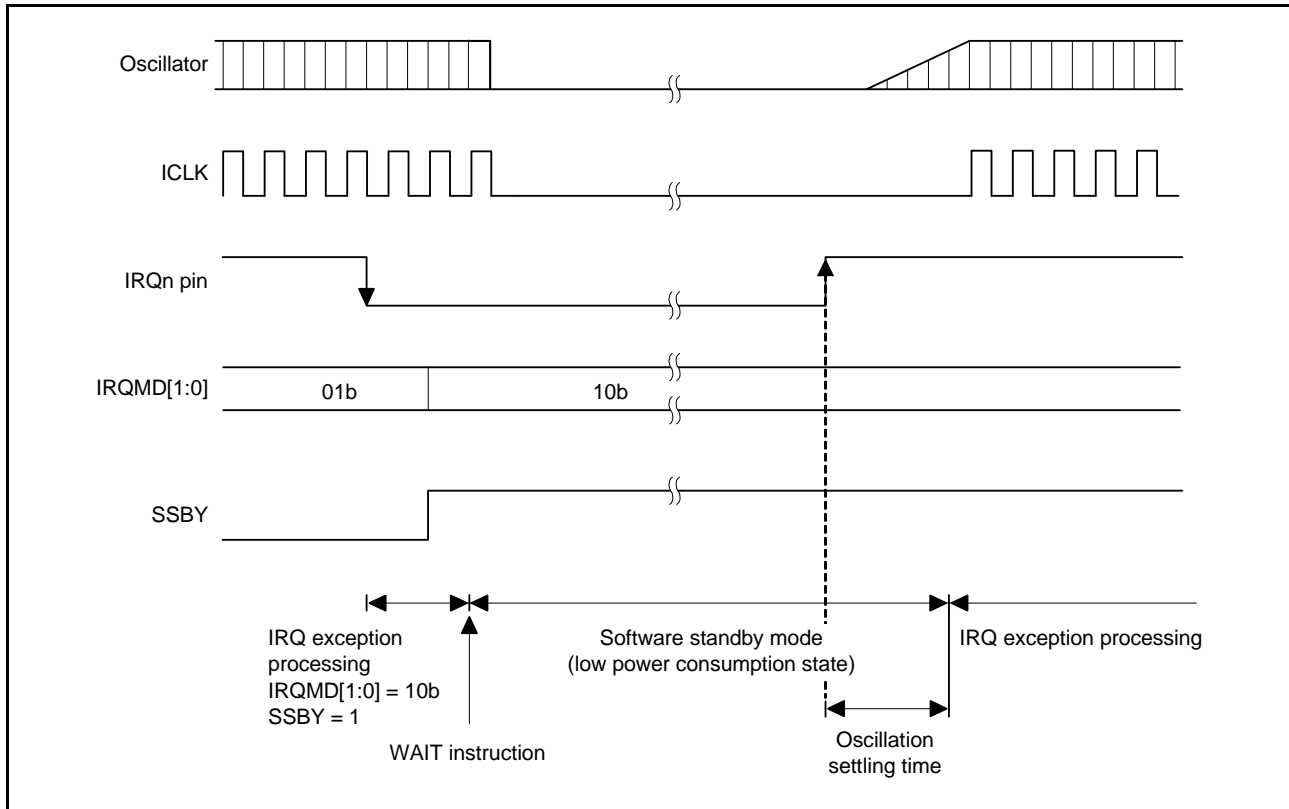 Oscillator
ICLK
IRQn pin
IRQMD[1:0]
01b
10b
SSBY
IRQ exception
processing
IRQMD[1:0] = 10b
SSBY = 1
WAIT instruction
Software standby mode
(low power consumption state)
Oscillation
settling time
IRQ exception processing